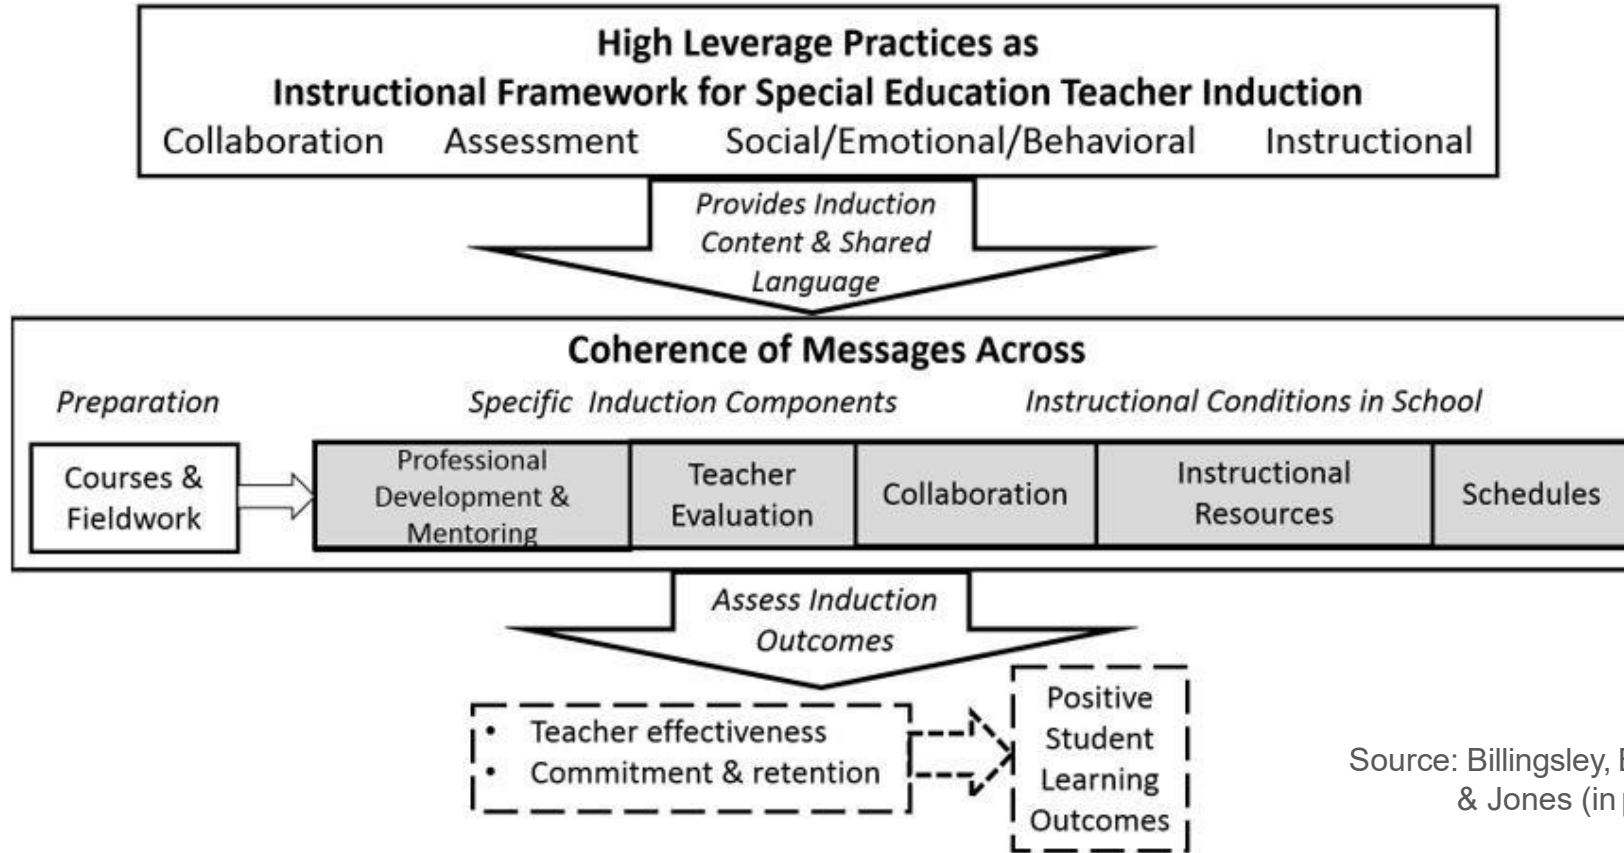 High Leverage Practices as
Instructional Framework for Special Education Teacher Induction
Collaboration Assessment Social/Emotional/Behavioral Instructional
Provides Induction
Content & Shared
Language
Coherence of Messages Across
Preparation Specific Induction Components Instructional Conditions in School
Courses &
Fieldwork
Professional
Development &
Mentoring
Teacher
Evaluation
Collaboration
Instructional
Resources
Schedules
Assess Induction
Outcomes
• Teacher effectiveness
• Commitment & retention
Positive
Student
Learning
Outcomes
Source: Billingsley,
& Jones (in